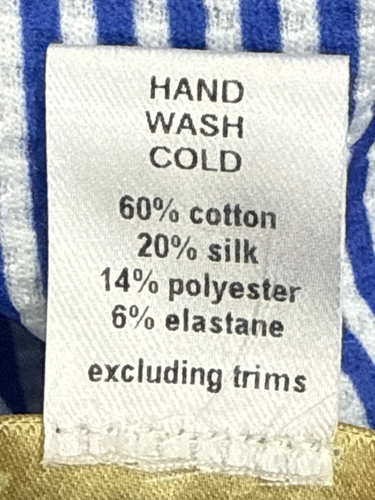 HAND
WASH
COLD
60% cotton
20% silk
14% polyester
6% elastane
excluding trims